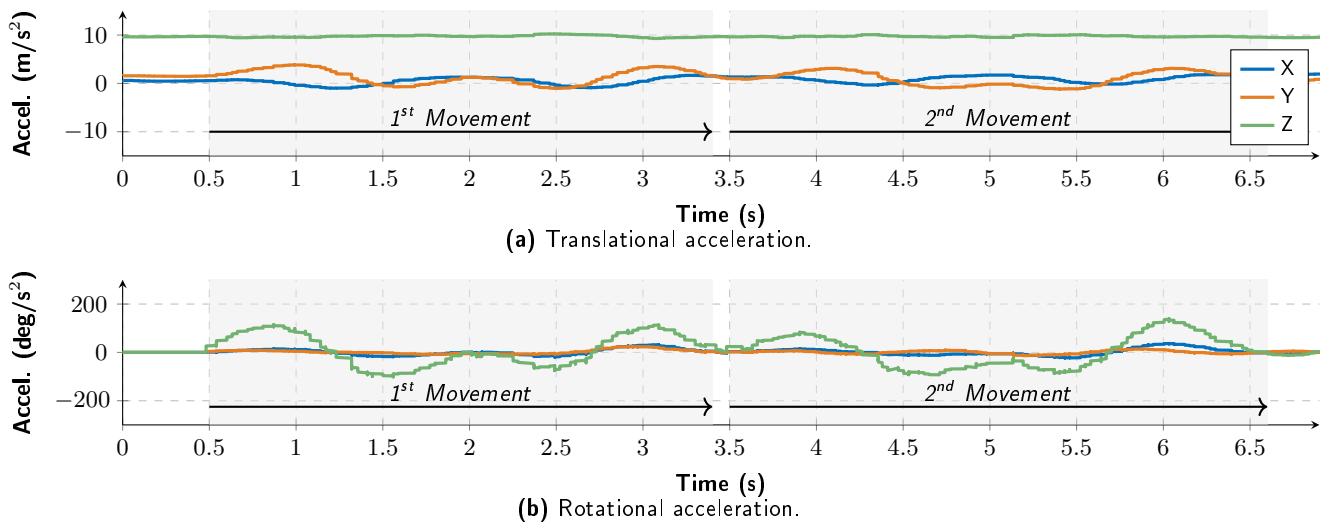 Accel. (m/s²)
10
0
−10
1st Movement
2nd Movement
X
Y
Z
0 0.5 1 1.5 2 2.5 3 3.5 4 4.5 5 5.5 6 6.5
Time (s)
(a) Translational acceleration.
Accel. (deg/s²)
200
0
−200
1st Movement
2nd Movement
0 0.5 1 1.5 2 2.5 3 3.5 4 4.5 5 5.5 6 6.5
Time (s)
(b) Rotational acceleration.